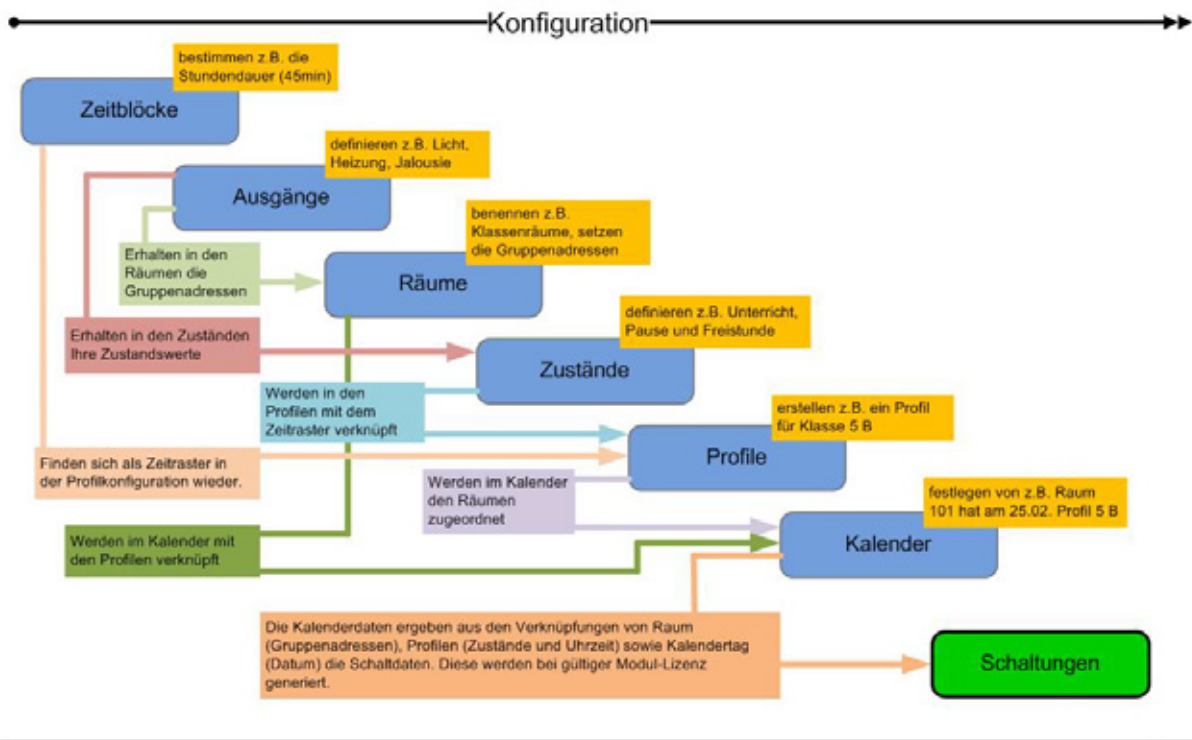 Konfiguration
bestimmen z.B. die
Stundendauer (45min)
Zeitblöcke
definieren z.B. Licht,
Heizung, Jalousie
Ausgänge
benennen z.B.
Klassenräume, setzen
die Gruppenadressen
Erhalten in den
Räumen die
Gruppenadressen
Räume
definieren z.B. Unterricht,
Pause und Freistunde
Erhalten in den Zuständen
Ihre Zustandswerte
Zustände
Werden in den
Profilen mit dem
Zeitraster verknüpft
erstellen z.B. ein Profil
für Klasse 5 B
Profile
Finden sich als Zeitraster in
der Profilkonfiguration wieder.
Werden im Kalender
den Räumen
zugeordnet
festlegen von z.B. Raum
101 hat am 25.02. Profil 5 B
Kalender
Werden im Kalender mit
den Profilen verknüpft
Die Kalenderdaten ergeben aus den Verknüpfungen von Raum
(Gruppenadressen), Profilen (Zustände und Uhrzeit) sowie Kalendertag
(Datum) die Schaltdaten. Diese werden bei gültiger Modul-Lizenz
generiert.
Schaltungen